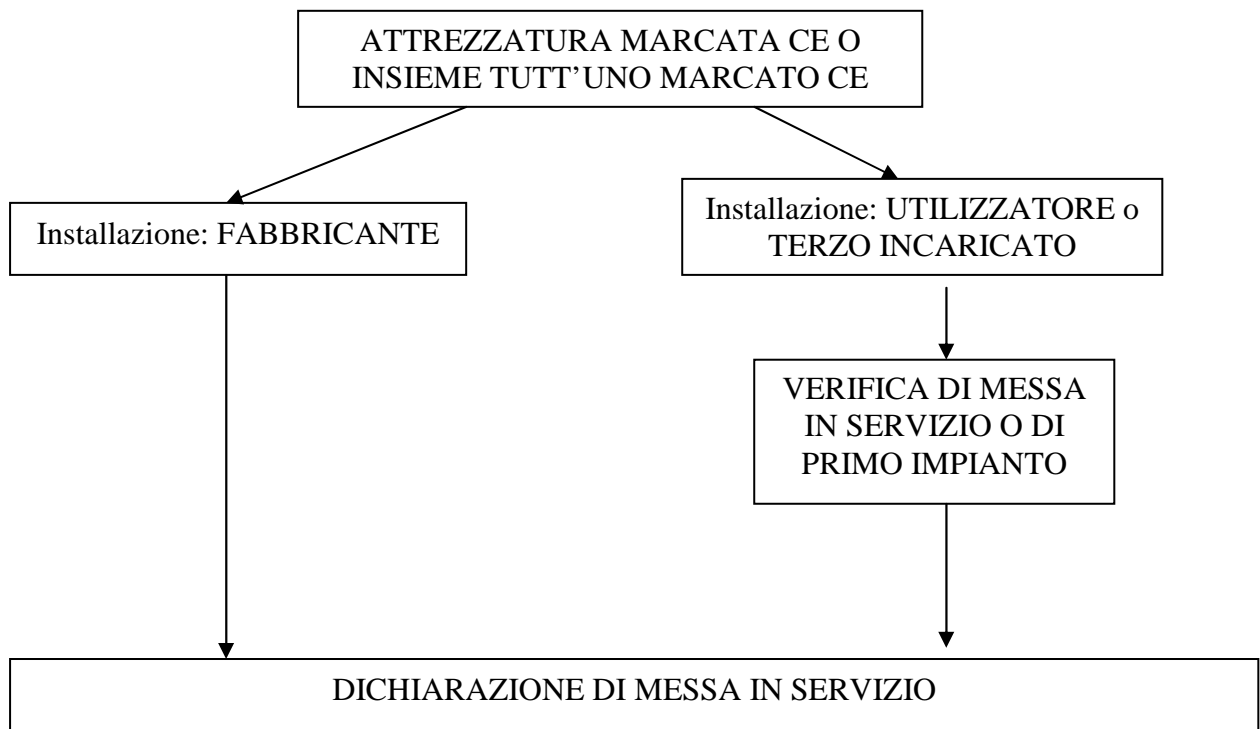 ATTREZZATURA MARCATA CE O
INSIEME TUTT’UNO MARCATO CE
Installazione: FABBRICANTE
Installazione: UTILIZZATORE o
TERZO INCARICATO
VERIFICA DI MESSA
IN SERVIZIO O DI
PRIMO IMPIANTO
DICHIARAZIONE DI MESSA IN SERVIZIO